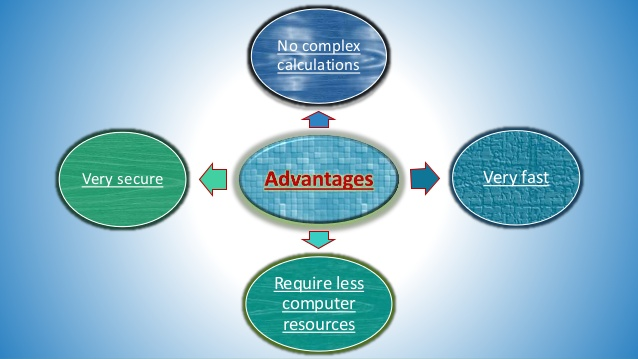 No complex
calculations
Very secure
Advantages
Very fast
Require less
computer
resources